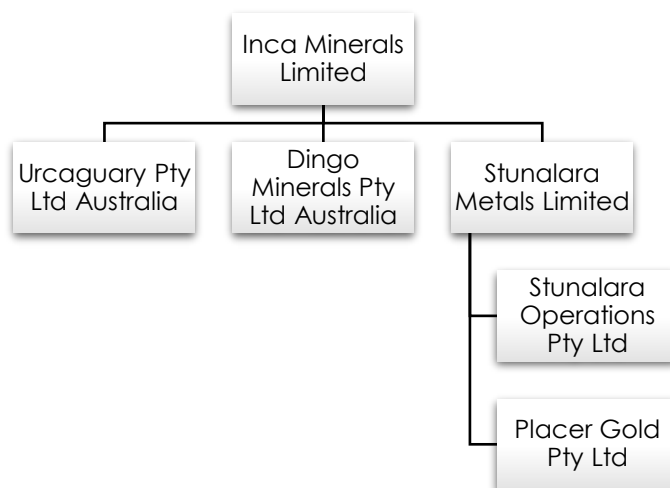 Inca Minerals
Limited
Urcaguary Pty
Ltd Australia
Dingo
Minerals Pty
Ltd Australia
Stunalara
Metals Limited
Stunalara
Operations
Pty Ltd
Placer Gold
Pty Ltd